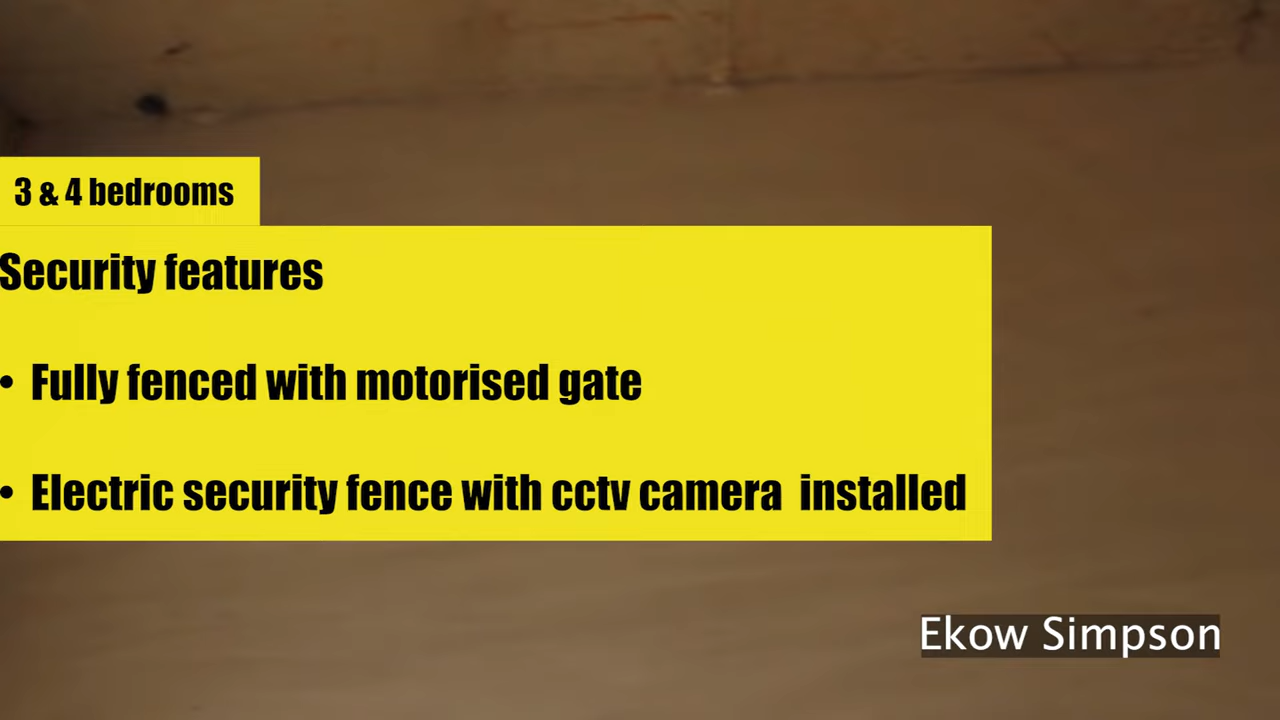 3 & 4 bedrooms
Security features
• Fully fenced with motorised gate
• Electric security fence with cctv camera  installed
Ekow Simpson